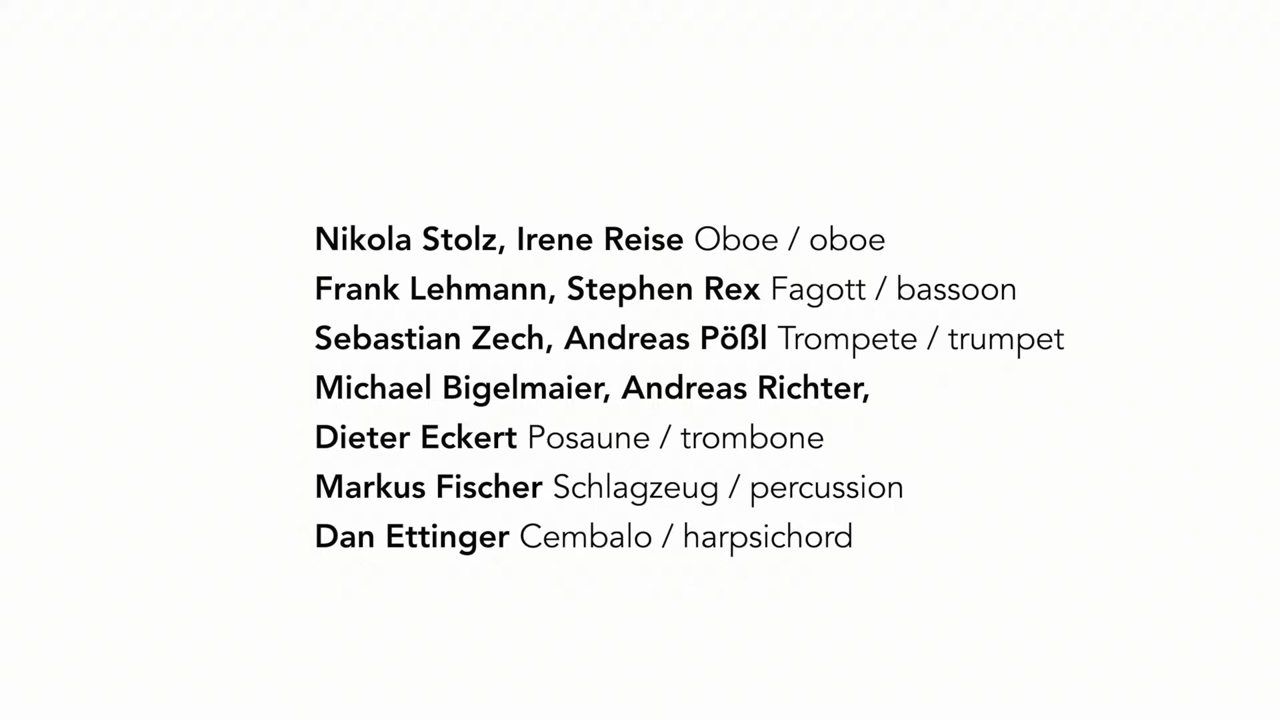 Nikola Stolz, Irene Reise Oboe / oboe
Frank Lehmann, Stephen Rex Fagott / bassoon
Sebastian Zech, Andreas Pößl Trompete / trumpet
Michael Bigelmaier, Andreas Richter,
Dieter Eckert Posaune / trombone
Markus Fischer Schlagzeug / percussion
Dan Ettinger Cembalo / harpsichord